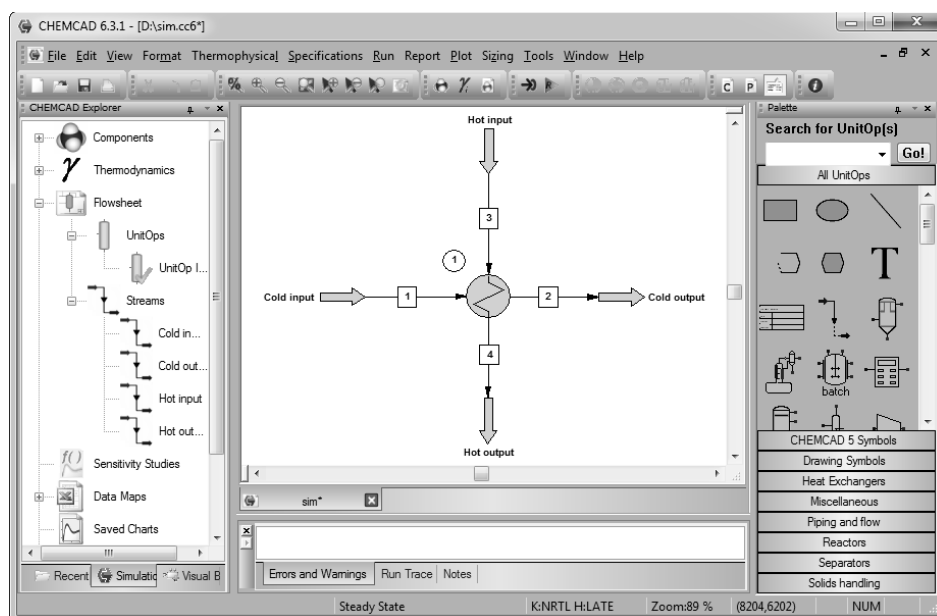 CHEMCAD 6.3.1 - [D:\sim.cc6*]
File Edit View Format Thermophysical Specifications Run Report Plot Sizing Tools Window Help
% γ C P
CHEMCAD Explorer
Components
γ Thermodynamics
Flowsheet
UnitOps
UnitOp I...
Streams
Cold in...
Cold out...
Hot input
Hot out...
f() Sensitivity Studies
Data Maps
Saved Charts
Recent Simulatic Visual B
Hot input
3
1
Cold input 1 2 Cold output
4
Hot output
sim*
Errors and Warnings Run Trace Notes
Palette
Search for UnitOp(s)
Go!
All UnitOps
T
batch
CHEMCAD 5 Symbols
Drawing Symbols
Heat Exchangers
Miscellaneous
Piping and flow
Reactors
Separators
Solids handling
Steady State K:NRTL H:LATE Zoom:89 % (8204,6202) NUM